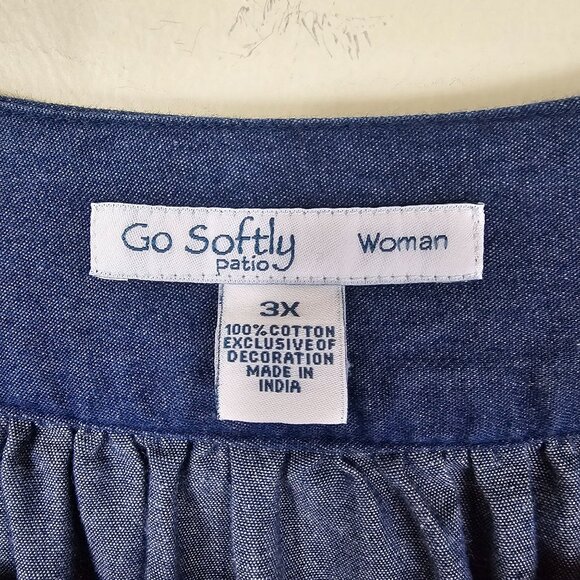 Go Softly Woman
patio
3X
100% COTTON
EXCLUSIVE OF
DECORATION
MADE IN
INDIA